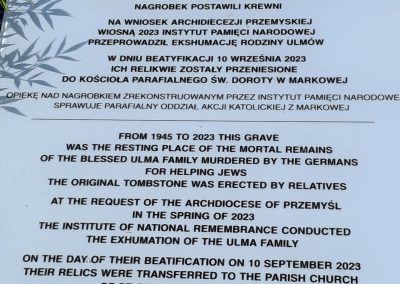 NAGROBEK POSTAWILI KREWNI
NA WNIOSEK ARCHIDIECEZJI PRZEMYSKIEJ
WIOSNĄ 2023 INSTYTUT PAMIĘCI NARODOWEJ
PRZEPROWADZIŁ EKSHUMACJĘ RODZINY ULMÓW
W DNIU BEATYFIKACJI 10 WRZEŚNIA 2023
ICH RELIKWIE ZOSTAŁY PRZENIESIONE
DO KOŚCIOŁA PARAFIALNEGO ŚW. DOROTY W MARKOWEJ
OPIEKĘ NAD NAGROBKIEM ZREKONSTRUOWANYM PRZEZ INSTYTUT PAMIĘCI NARODOWE
SPRAWUJE PARAFIALNY ODDZIAŁ AKCJI KATOLICKIEJ Z MARKOWEJ
FROM 1945 TO 2023 THIS GRAVE
WAS THE RESTING PLACE OF THE MORTAL REMAINS
OF THE BLESSED ULMA FAMILY MURDERED BY THE GERMANS
FOR HELPING JEWS
THE ORIGINAL TOMBSTONE WAS ERECTED BY RELATIVES
AT THE REQUEST OF THE ARCHDIOCESE OF PRZEMYŚL
IN THE SPRING OF 2023
THE INSTITUTE OF NATIONAL REMEMBRANCE CONDUCTED
THE EXHUMATION OF THE ULMA FAMILY
ON THE DAY OF THEIR BEATIFICATION ON 10 SEPTEMBER 2023
THEIR RELICS WERE TRANSFERRED TO THE PARISH CHURCH